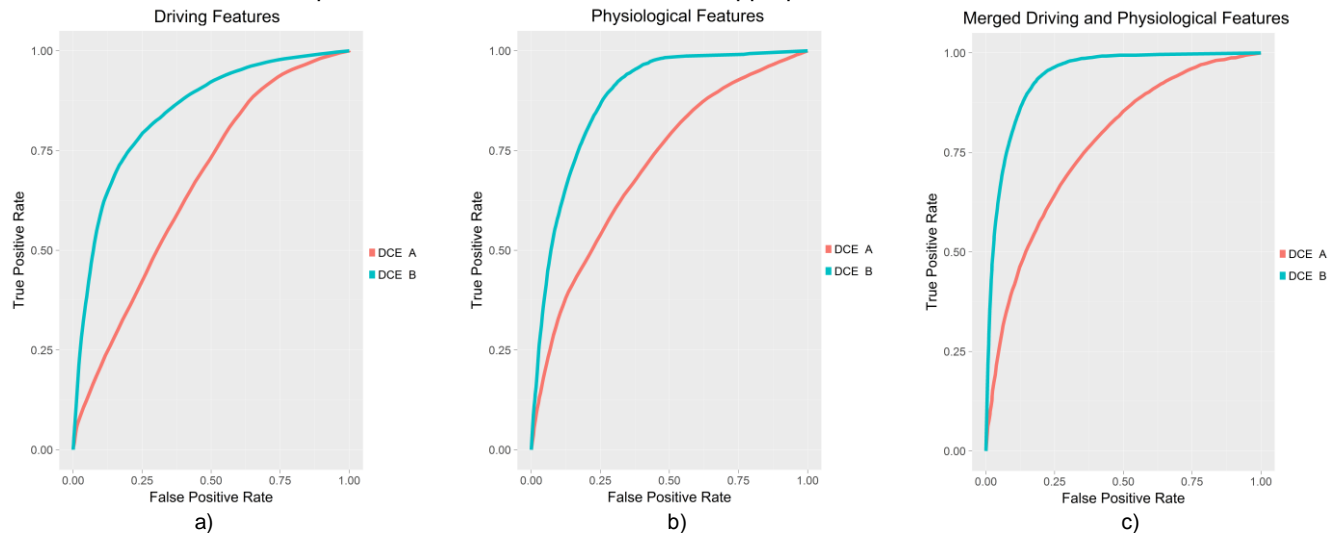 Driving Features
1.00
0.75
0.50
0.25
0.00
True Positive Rate
0.00 0.25 0.50 0.75 1.00
False Positive Rate
DCE A
DCE B
a)
Physiological Features
1.00
0.75
0.50
0.25
0.00
True Positive Rate
0.00 0.25 0.50 0.75 1.00
False Positive Rate
DCE A
DCE B
b)
Merged Driving and Physiological Features
1.00
0.75
0.50
0.25
0.00
True Positive Rate
0.00 0.25 0.50 0.75 1.00
False Positive Rate
DCE A
DCE B
c)